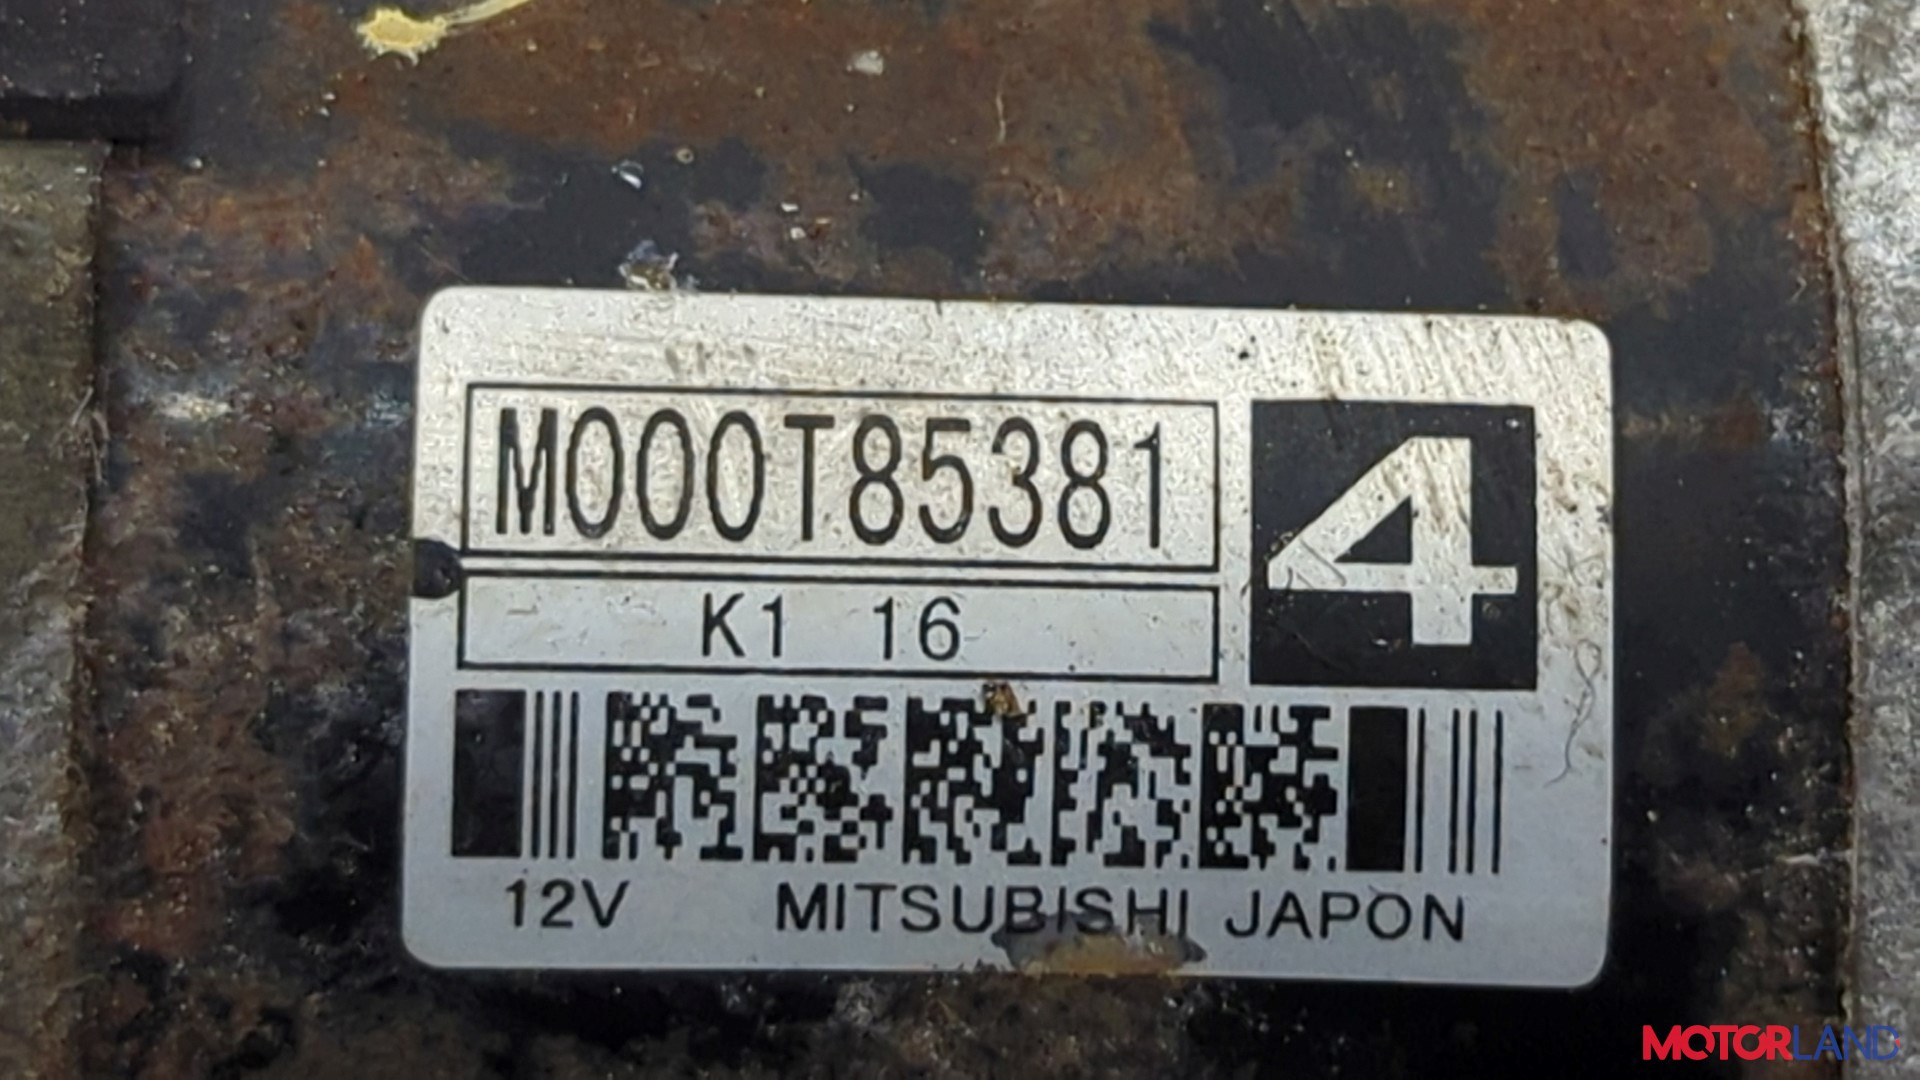 M000T85381
4
K1 16
12V MITSUBISHI JAPON
MOTORLAND